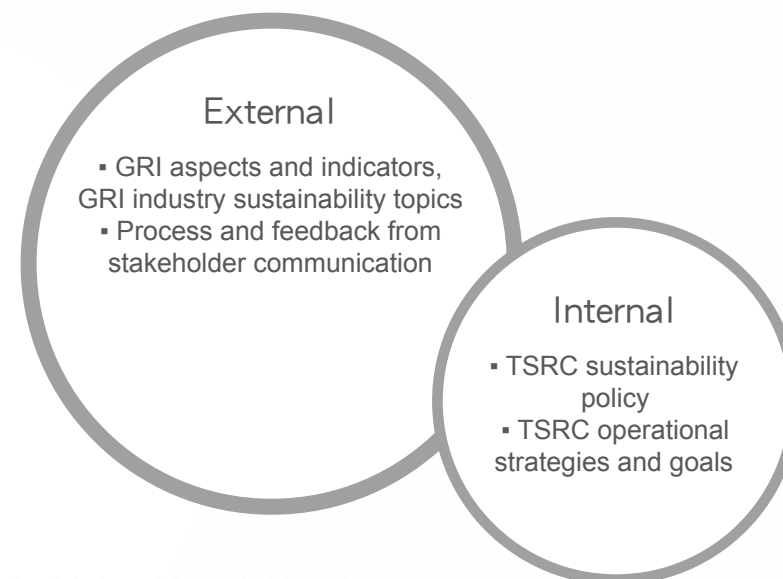 External
▪ GRI aspects and indicators,
GRI industry sustainability topics
▪ Process and feedback from
stakeholder communication
Internal
▪ TSRC sustainability
policy
▪ TSRC operational
strategies and goals